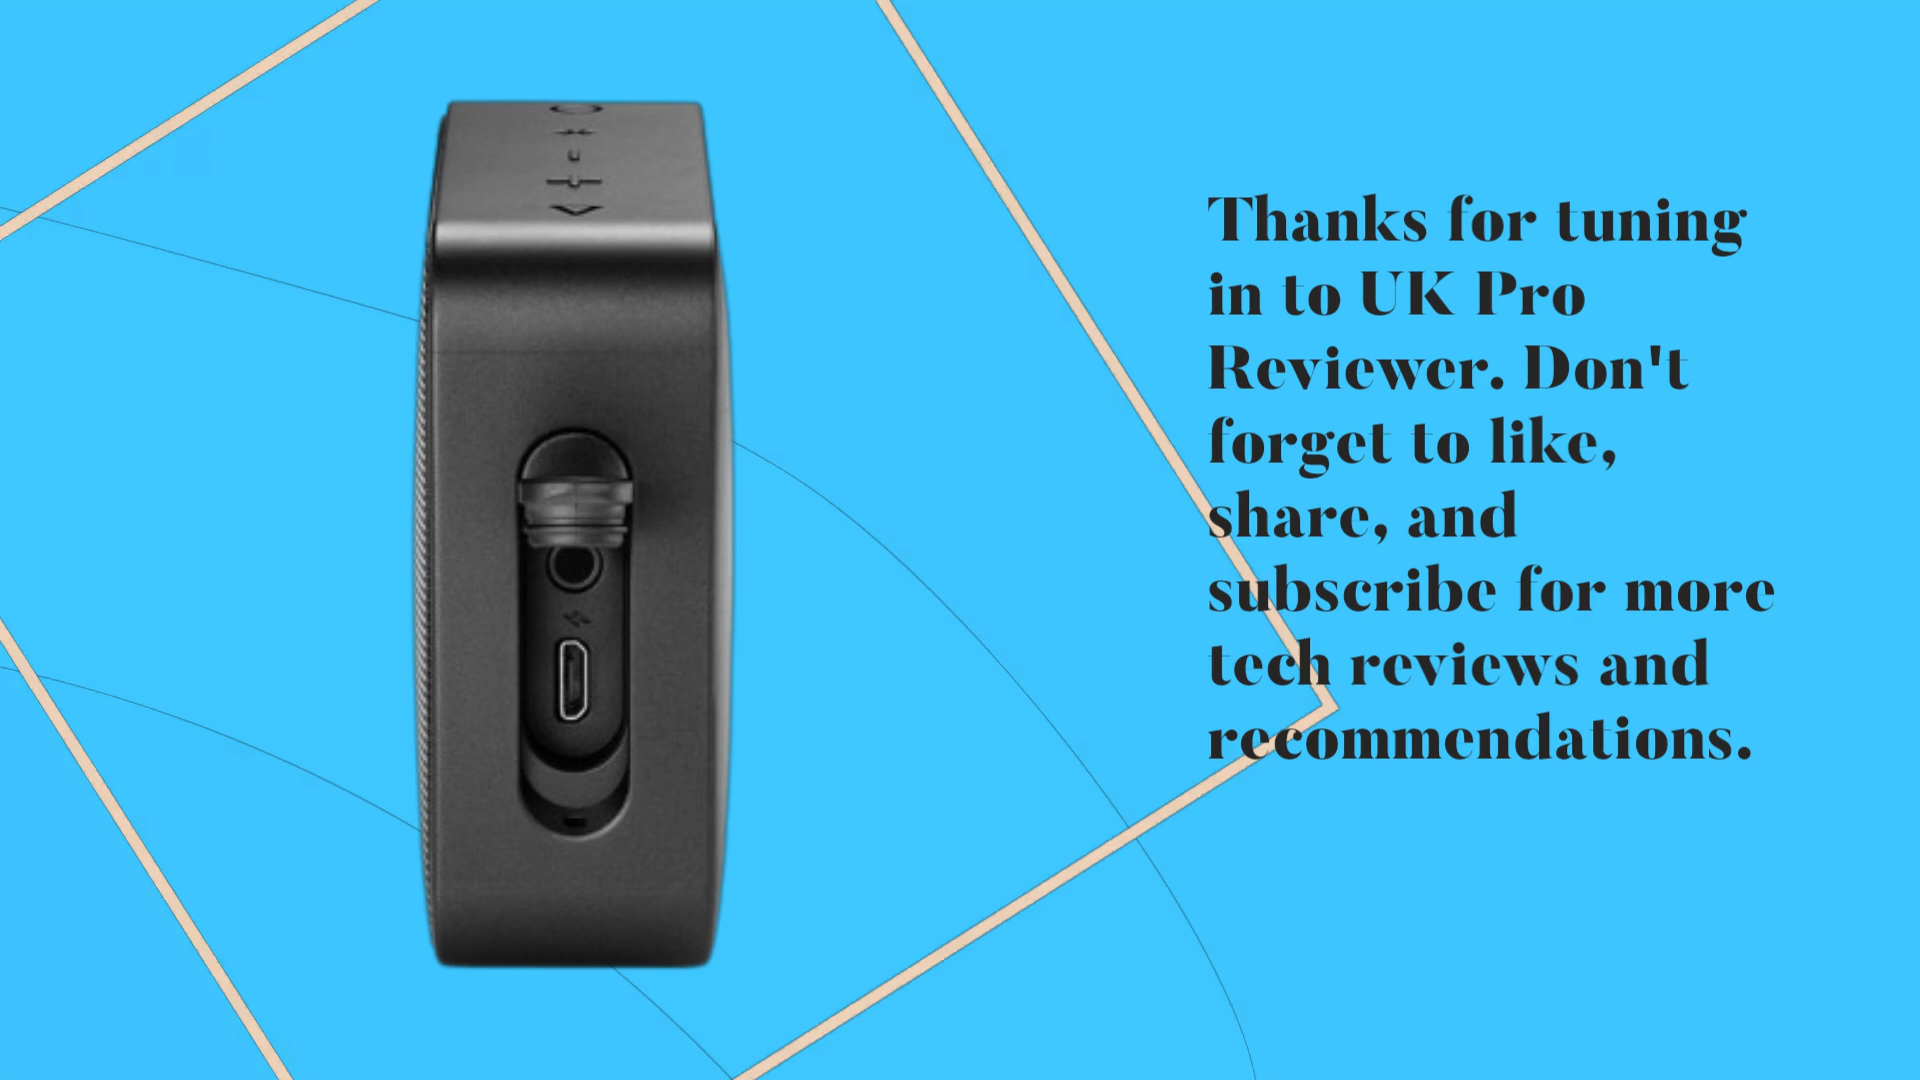 Thanks for tuning
in to UK Pro
Reviewer. Don't
forget to like,
share, and
subscribe for more
tech reviews and
recommendations.